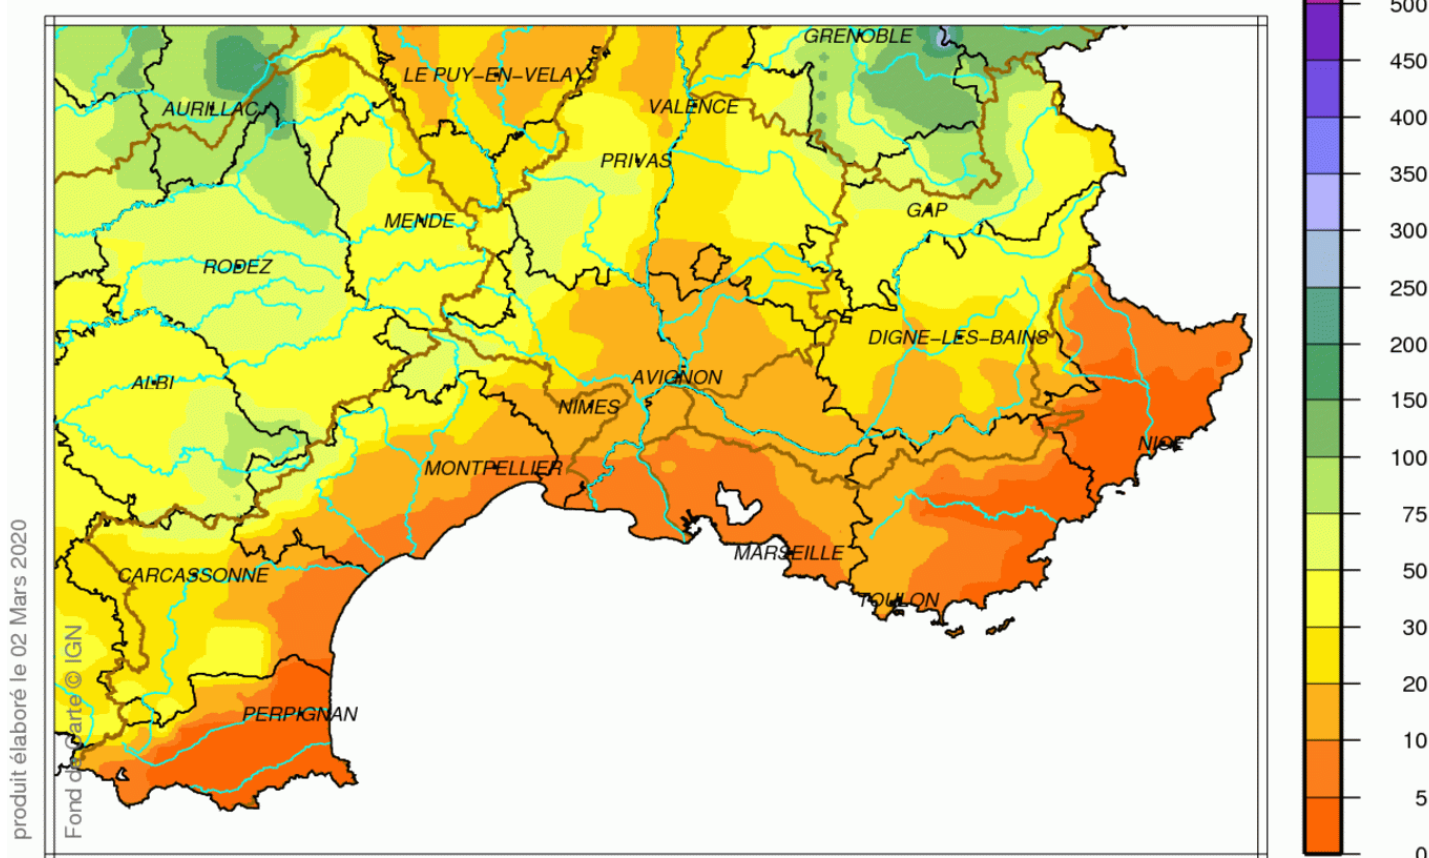 GRENOBLE
LE PUY-EN-VELAY
AURILLAC
VALENCE
PRIVAS
MENDE
GAP
RODEZ
DIGNE-LES-BAINS
ALBI
AVIGNON
NIMES
NICE
MONTPELLIER
MARSEILLE
CARCASSONNE
TOULON
PERPIGNAN
produit élaboré le 02 Mars 2020
Fond de carte © IGN
500
450
400
350
300
250
200
150
100
75
50
30
20
10
5
0